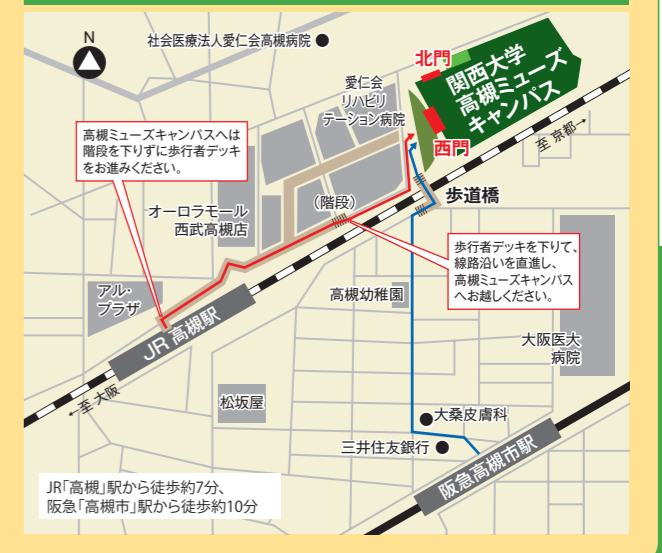 N
社会医療法人愛仁会高槻病院
北門
関西大学
高槻ミューズ
キャンパス
愛仁会
リハビリ
テーション病院
西門
至 京都→
高槻ミューズキャンパスへは
階段を下りずに歩行者デッキ
をお進みください。
歩道橋
(階段)
オーロラモール
西武高槻店
歩行者デッキを下りて、
線路沿いを直進し、
高槻ミューズキャンパス
へお越しください。
アル・
プラザ
高槻幼稚園
JR 高槻駅
大阪医大
病院
←至 大阪
松坂屋
大桑皮膚科
三井住友銀行
阪急高槻市駅
JR「高槻」駅から徒歩約7分、
阪急「高槻市」駅から徒歩約10分